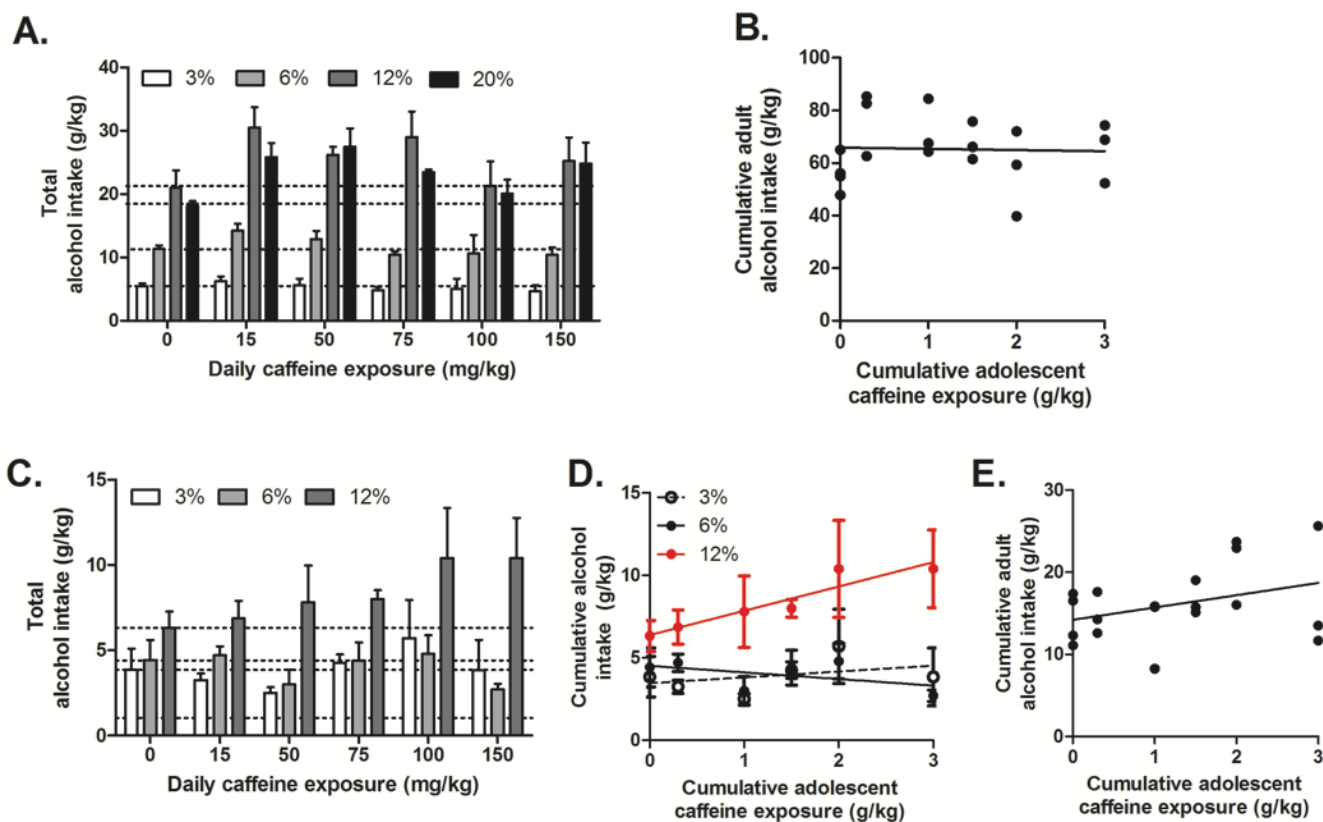 A.
3% 6% 12% 20%
40
30
20
10
0
Total
alcohol intake (g/kg)
0 15 50 75 100 150
Daily caffeine exposure (mg/kg)
B.
100
80
60
40
20
0
Cumulative adult
alcohol intake (g/kg)
0 1 2 3
Cumulative adolescent
caffeine exposure (g/kg)
C.
3% 6% 12%
15
10
5
0
Total
alcohol intake (g/kg)
0 15 50 75 100 150
Daily caffeine exposure (mg/kg)
D.
3%
6%
12%
15
10
5
0
Cumulative alcohol
intake (g/kg)
0 1 2 3
Cumulative adolescent
caffeine exposure (g/kg)
E.
30
20
10
0
Cumulative adult
alcohol intake (g/kg)
0 1 2 3
Cumulative adolescent
caffeine exposure (g/kg)